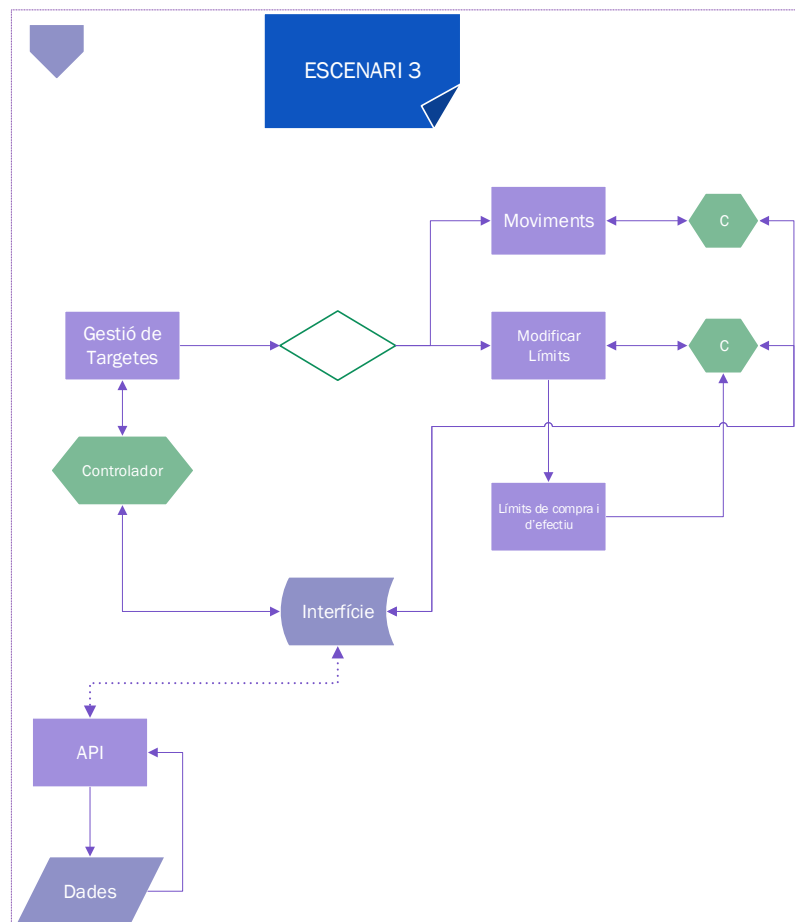 ESCENARI 3
Moviments
C
Gestió de
Targetes
Modificar
Límits
C
Controlador
Límits de compra i
d'efectiu
Interfície
API
Dades